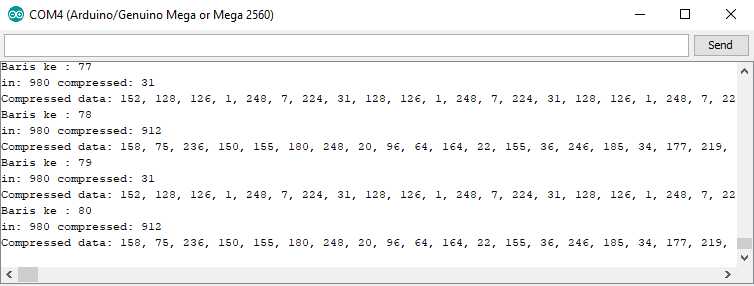 COM4 (Arduino/Genuino Mega or Mega 2560)
Send
Baris ke : 77
in: 980 compressed: 31
Compressed data: 152, 128, 126, 1, 248, 7, 224, 31, 128, 126, 1, 248, 7, 224, 31, 128, 126, 1, 248, 7, 22
Baris ke : 78
in: 980 compressed: 912
Compressed data: 158, 75, 236, 150, 155, 180, 248, 20, 96, 64, 164, 22, 155, 36, 246, 185, 34, 177, 219,
Baris ke : 79
in: 980 compressed: 31
Compressed data: 152, 128, 126, 1, 248, 7, 224, 31, 128, 126, 1, 248, 7, 224, 31, 128, 126, 1, 248, 7, 22
Baris ke : 80
in: 980 compressed: 912
Compressed data: 158, 75, 236, 150, 155, 180, 248, 20, 96, 64, 164, 22, 155, 36, 246, 185, 34, 177, 219,